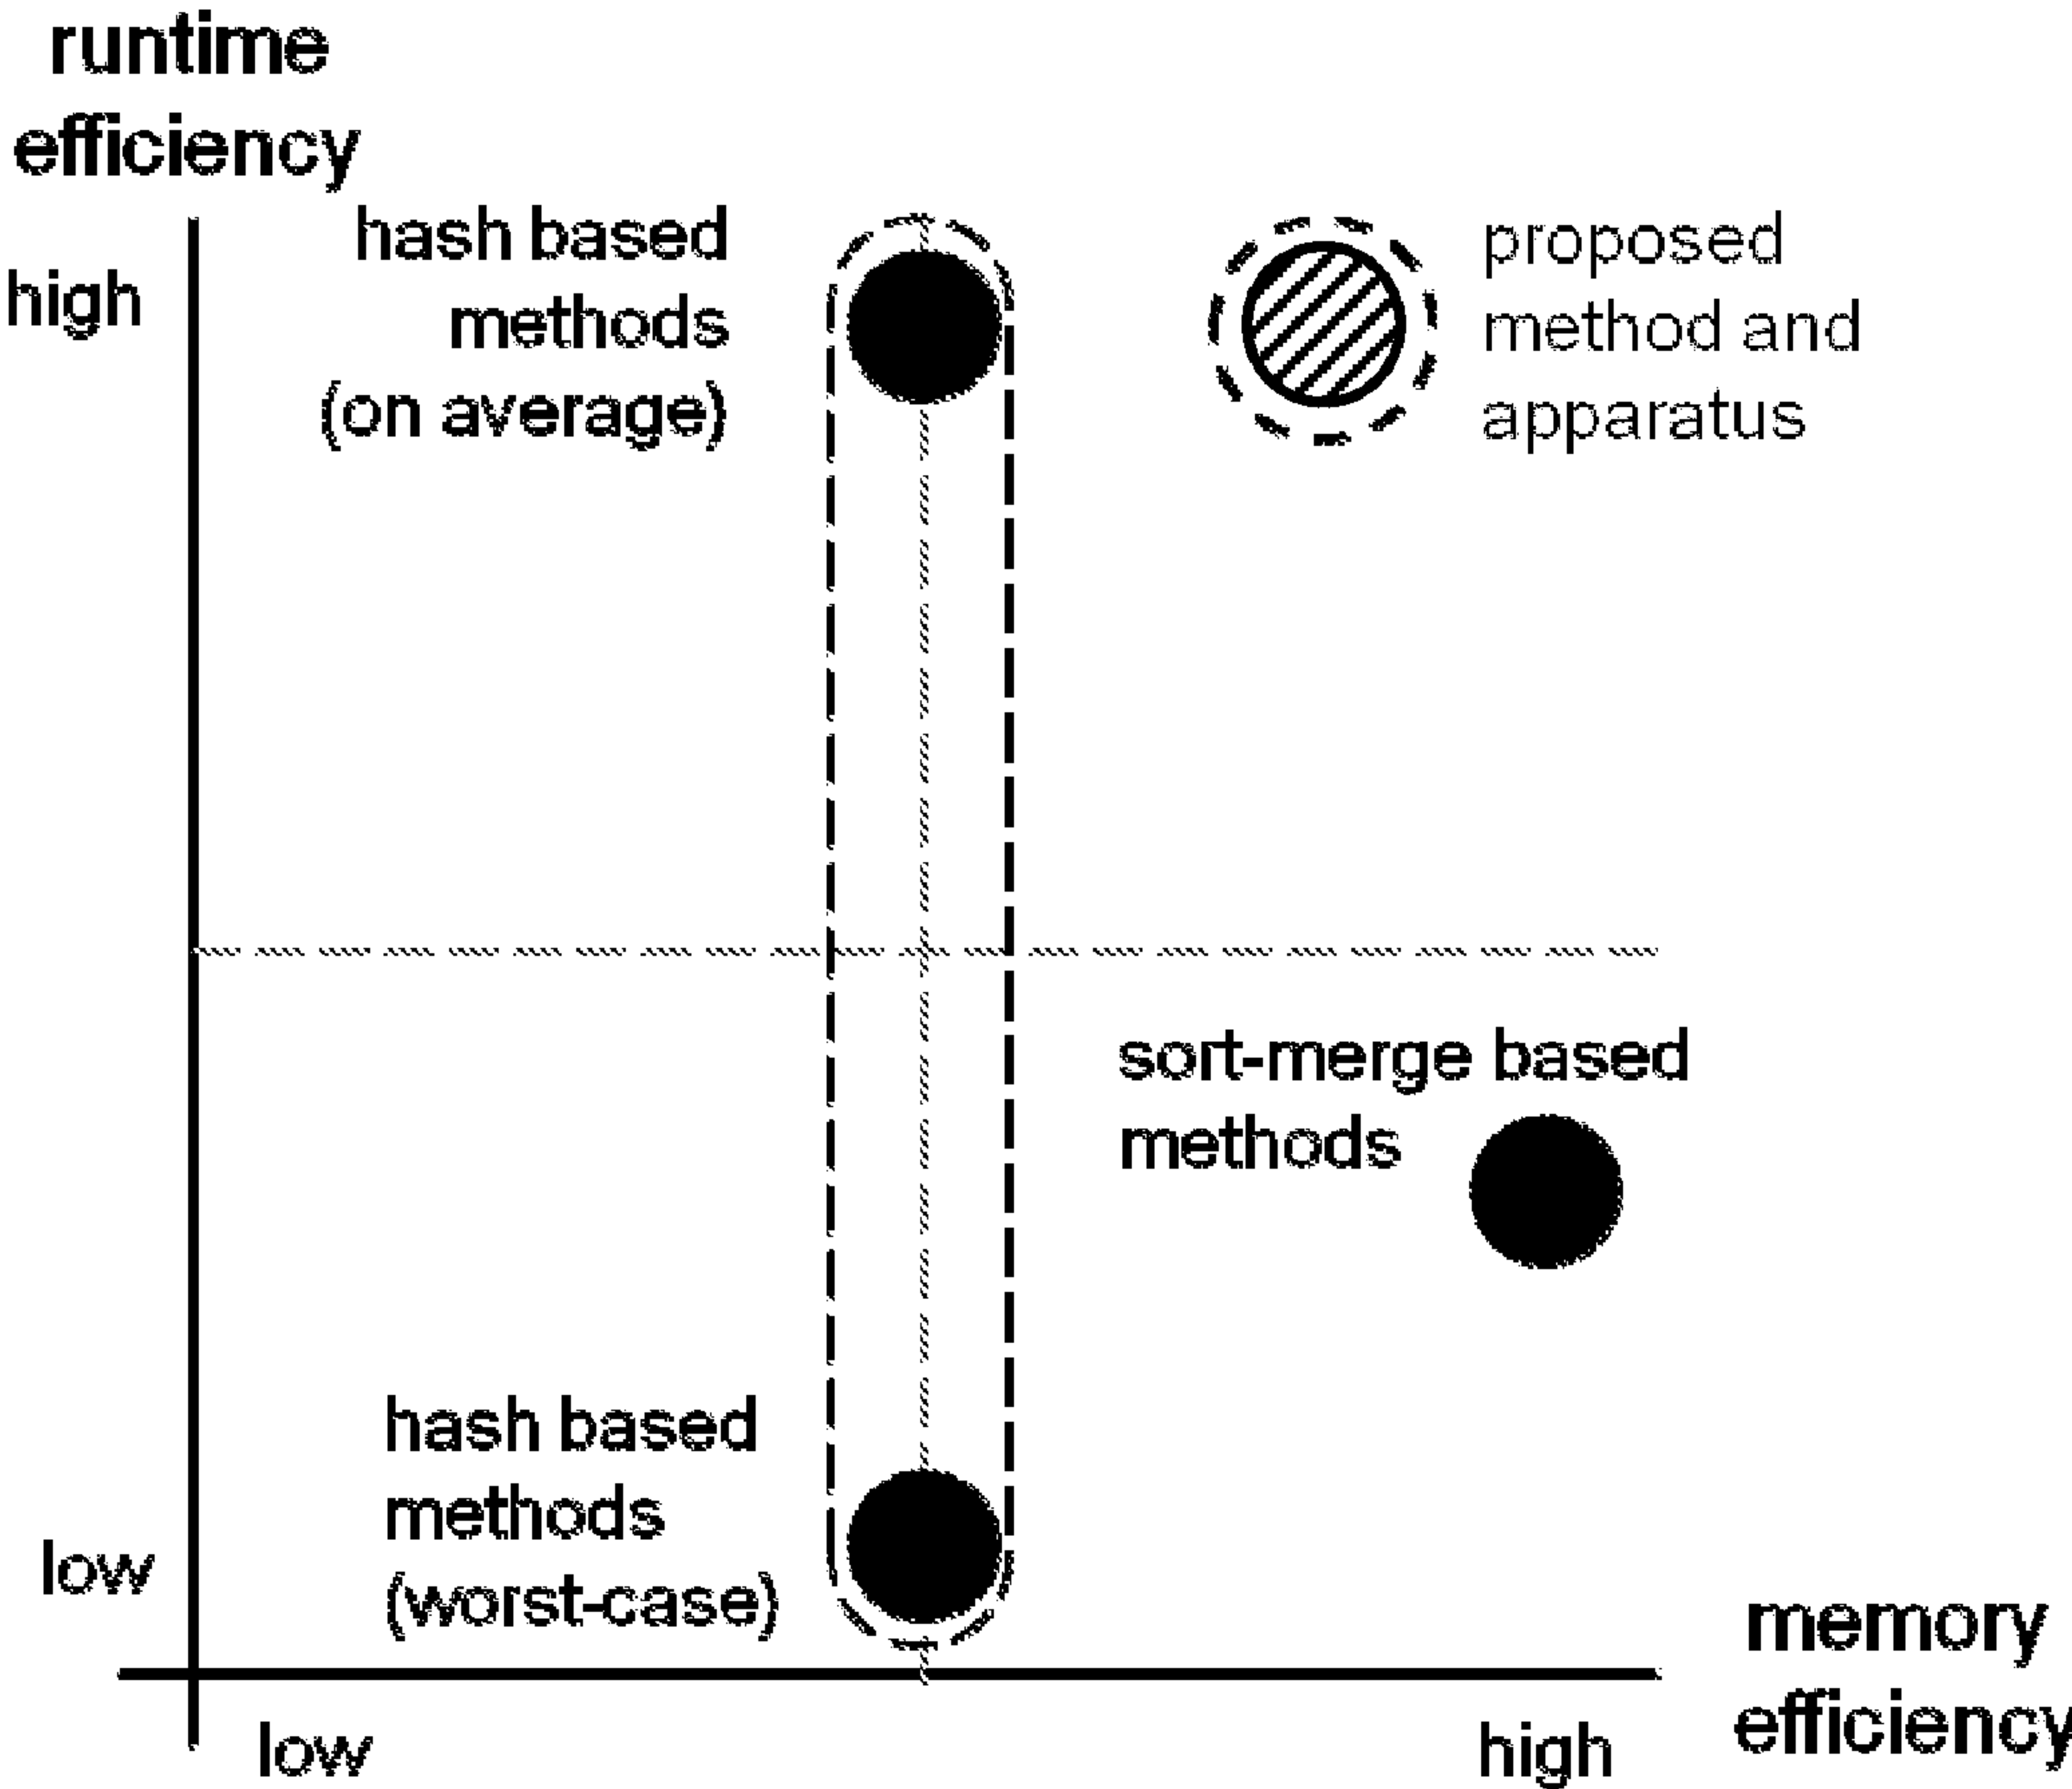 runtime
efficiency
high
hash based
methods
(on average)
proposed
method and
apparatus
sort-merge based
methods
hash based
methods
(worst-case)
low
memory
efficiency
low
high